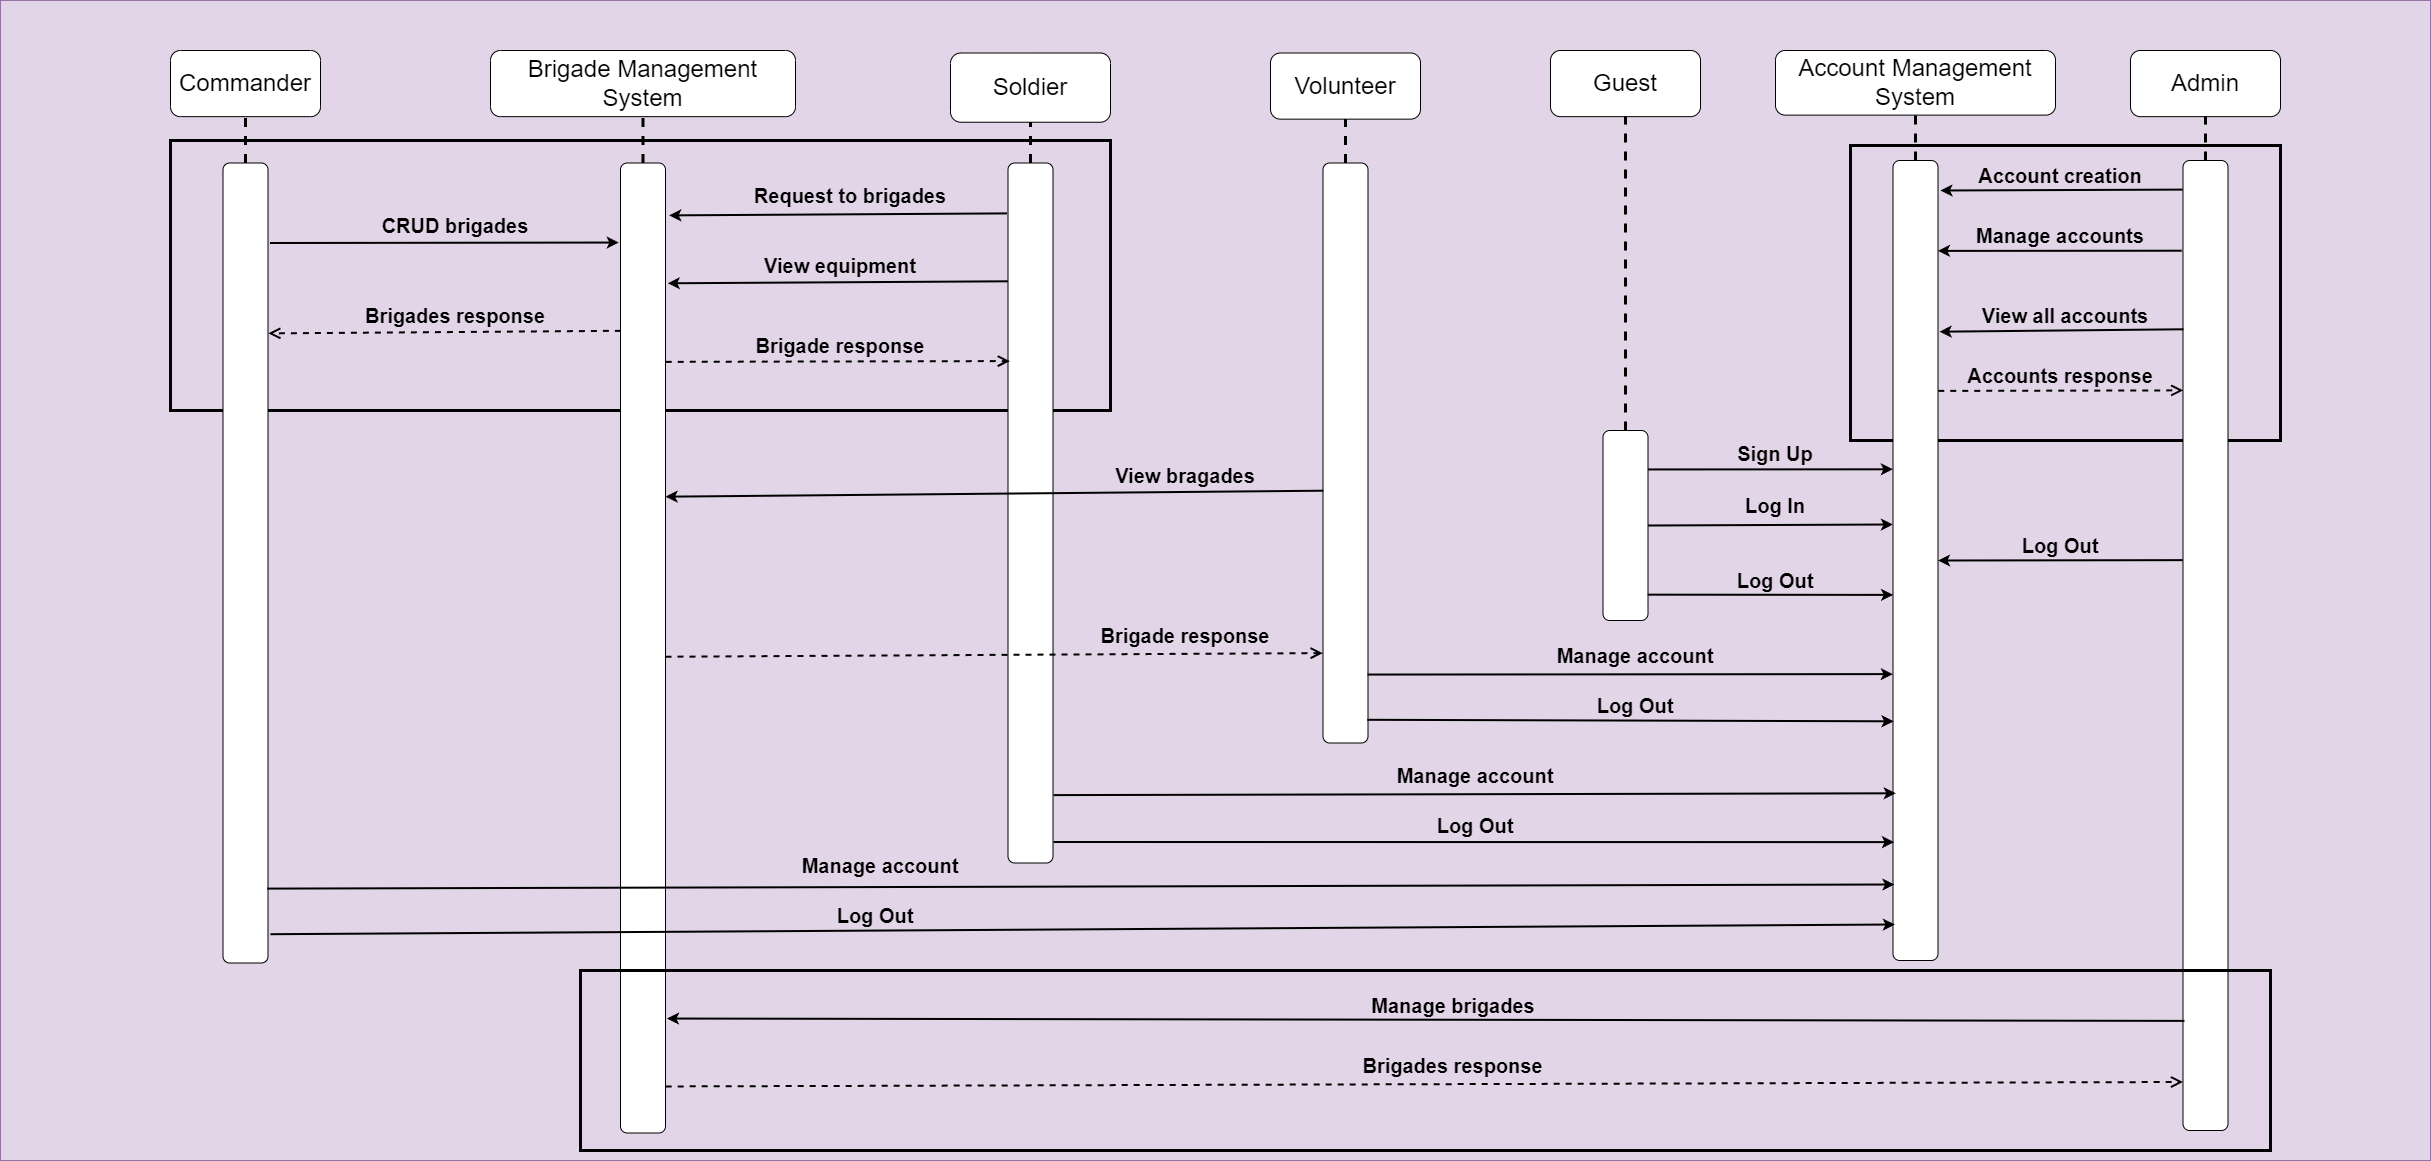 Commander
Brigade Management
System
Soldier
Volunteer
Guest
Account Management
System
Admin
Account creation
Request to brigades
CRUD brigades
Manage accounts
View equipment
Brigades response
View all accounts
Brigade response
Accounts response
Sign Up
View bragades
Log In
Log Out
Log Out
Brigade response
Manage account
Log Out
Manage account
Log Out
Manage account
Log Out
Manage brigades
Brigades response